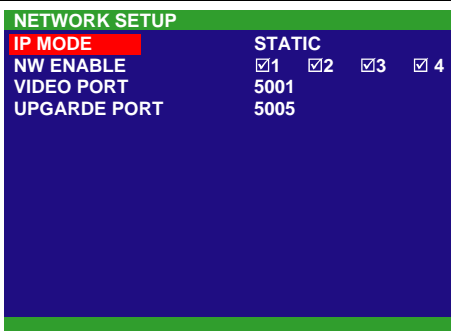 NETWORK SETUP
IP MODE STATIC
NW ENABLE ☑1 ☑2 ☑3 ☑ 4
VIDEO PORT 5001
UPGARDE PORT 5005